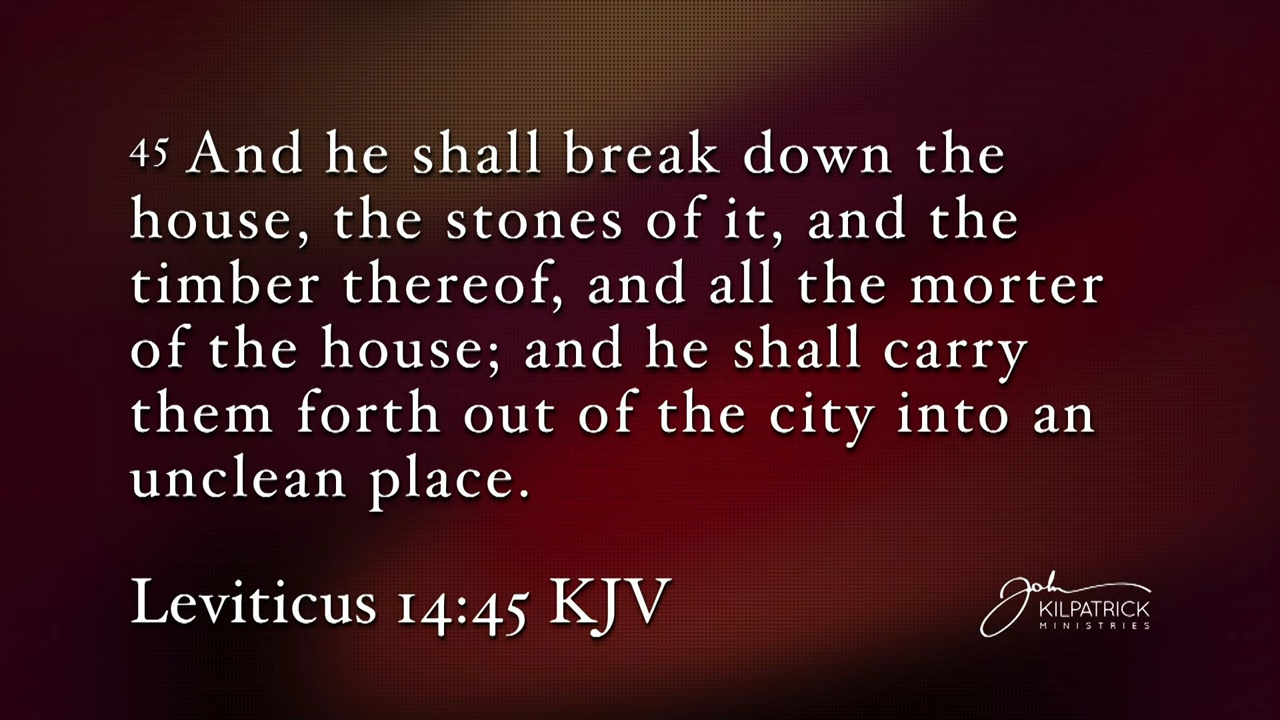 45 And he shall break down the
house, the stones of it, and the
timber thereof, and all the morter
of the house; and he shall carry
them forth out of the city into an
unclean place.
Leviticus 14:45 KJV
John
KILPATRICK
MINISTRIES